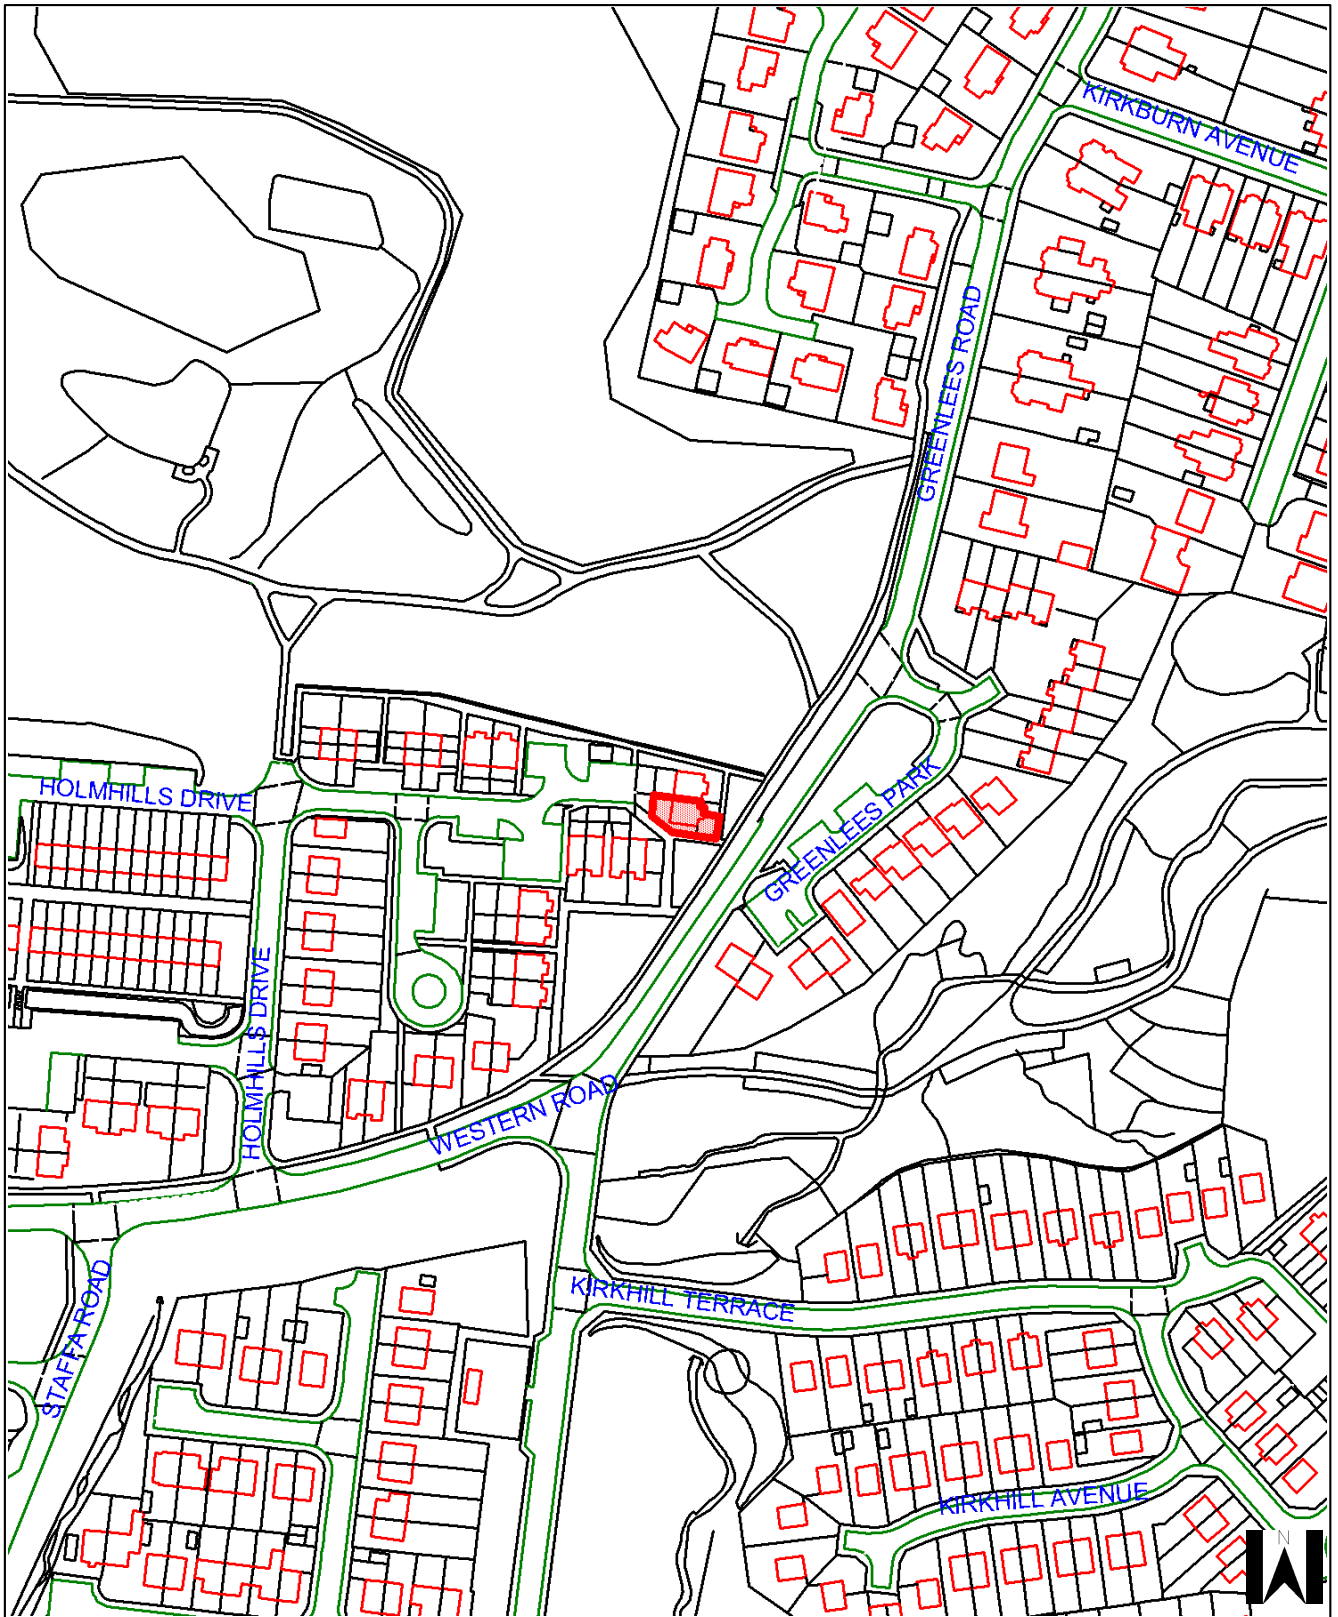 KIRKBURN AVENUE
GREENLEES ROAD
HOLMHILLS DRIVE
GREENLEES PARK
HOLMHILLS DRIVE
WESTERN ROAD
STAFFA ROAD
KIRKHILL TERRACE
KIRKHILL AVENUE
N